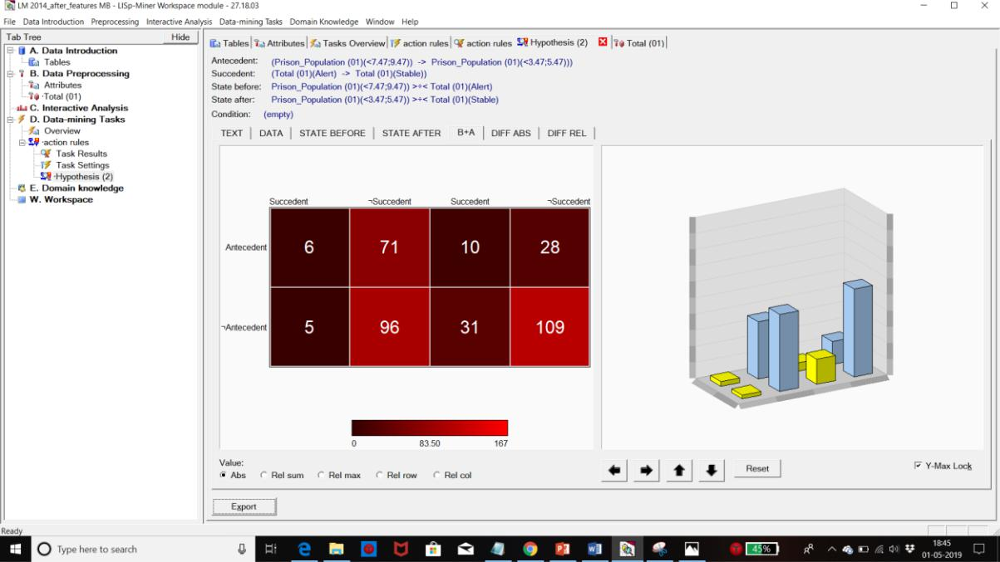 LM 2014_after_features MB - LISp-Miner Workspace module - 27.18.03
File Data Introduction Preprocessing Interactive Analysis Data-mining Tasks Domain Knowledge Window Help
Tab Tree Hide
A. Data Introduction
Tables
B. Data Preprocessing
Attributes
·Total (01)
C. Interactive Analysis
D. Data-mining Tasks
Overview
·action rules
Task Results
Task Settings
·Hypothesis (2)
E. Domain knowledge
W. Workspace
Tables Attributes Tasks Overview action rules action rules Hypothesis (2) Total (01)
Antecedent: (Prison_Population (01)(<7.47;9.47)) -> Prison_Population (01)(<3.47;5.47)))
Succedent: (Total (01)(Alert) -> Total (01)(Stable))
State before: Prison_Population (01)(<7.47;9.47)) >÷< Total (01)(Alert)
State after: Prison_Population (01)(<3.47;5.47)) >÷< Total (01)(Stable)
Condition: (empty)
TEXT DATA STATE BEFORE STATE AFTER B+A DIFF ABS DIFF REL
Succedent ¬Succedent Succedent ¬Succedent
Antecedent 6 71 10 28
¬Antecedent 5 96 31 109
0 83.50 167
Value:
Abs Rel sum Rel max Rel row Rel col
Reset
Y-Max Lock
Export
Ready
Type here to search
45%
18:45
01-05-2019